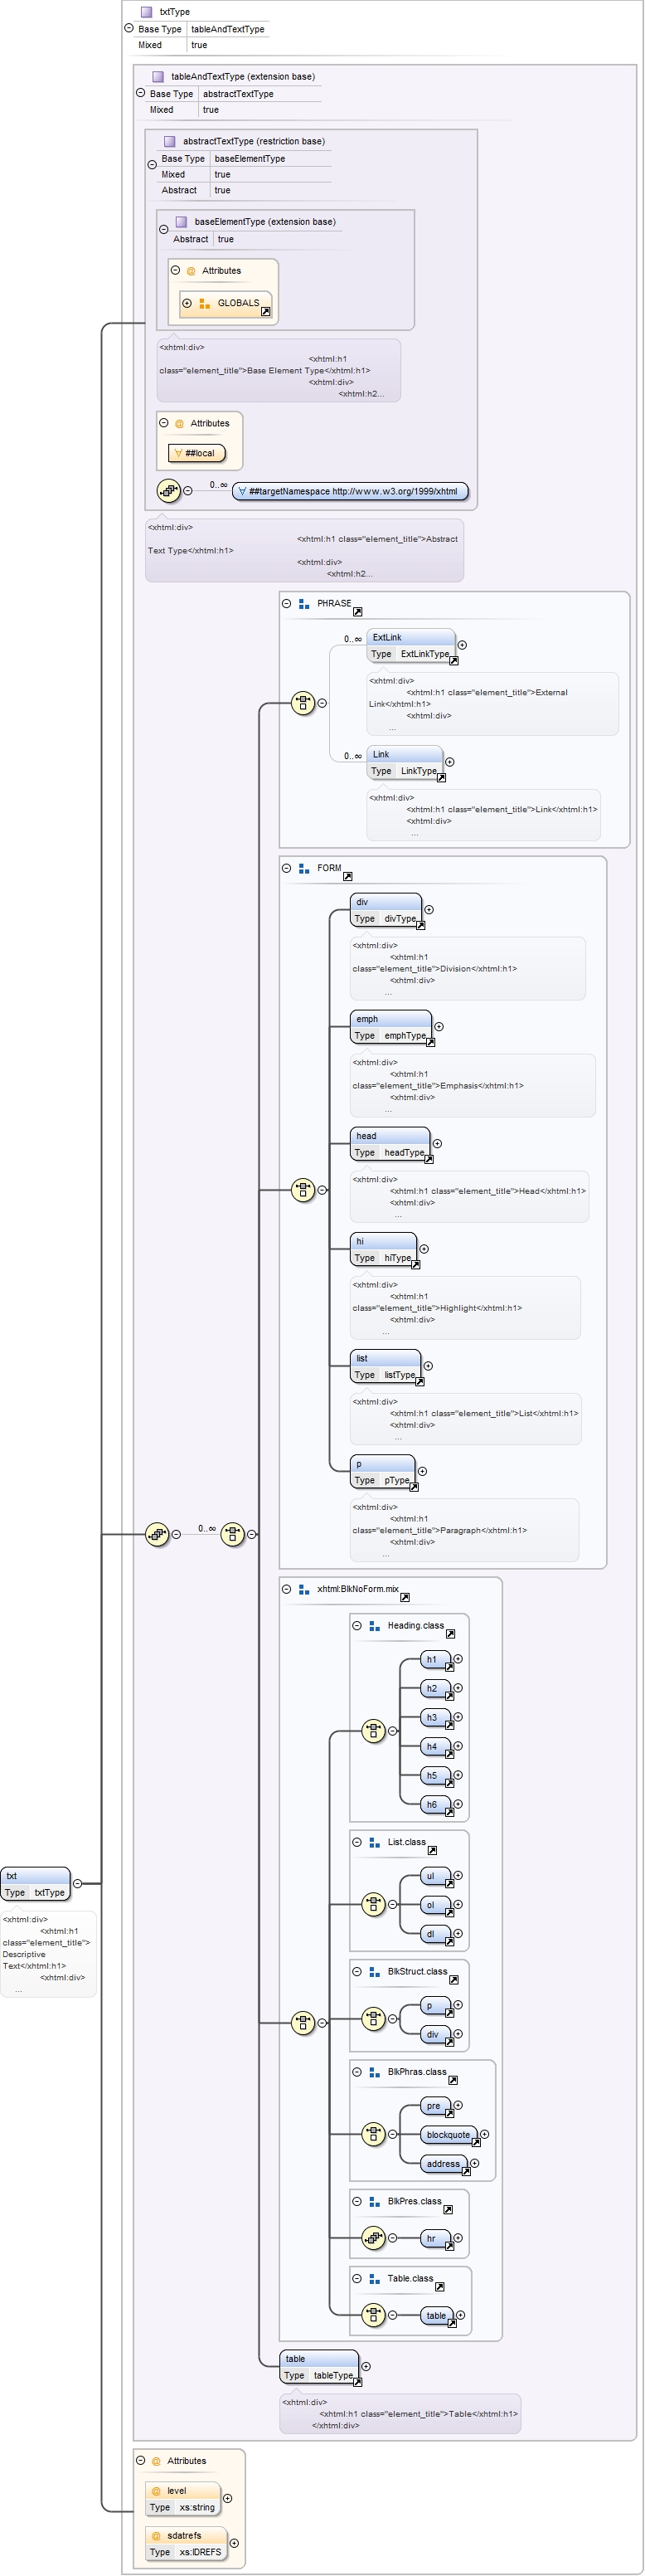 txtType
Base Type tableAndTextType
Mixed true
tableAndTextType (extension base)
Base Type abstractTextType
Mixed true
abstractTextType (restriction base)
Base Type baseElementType
Mixed true
Abstract true
baseElementType (extension base)
Abstract true
@ Attributes
GLOBALS
<xhtml:div>
<xhtml:h1
class="element_title">Base Element Type</xhtml:h1>
<xhtml:div>
<xhtml:h2...
@ Attributes
∀ ##local
0..∞
∀ ##targetNamespace http://www.w3.org/1999/xhtml
<xhtml:div>
<xhtml:h1 class="element_title">Abstract
Text Type</xhtml:h1>
<xhtml:div>
<xhtml:h2...
PHRASE
0..∞
ExtLink
Type ExtLinkType
<xhtml:div>
<xhtml:h1 class="element_title">External
Link</xhtml:h1>
<xhtml:div>
...
0..∞
Link
Type LinkType
<xhtml:div>
<xhtml:h1 class="element_title">Link</xhtml:h1>
<xhtml:div>
...
FORM
div
Type divType
<xhtml:div>
<xhtml:h1
class="element_title">Division</xhtml:h1>
<xhtml:div>
...
emph
Type emphType
<xhtml:div>
<xhtml:h1
class="element_title">Emphasis</xhtml:h1>
<xhtml:div>
...
head
Type headType
<xhtml:div>
<xhtml:h1 class="element_title">Head</xhtml:h1>
<xhtml:div>
...
hi
Type hiType
<xhtml:div>
<xhtml:h1
class="element_title">Highlight</xhtml:h1>
<xhtml:div>
...
list
Type listType
<xhtml:div>
<xhtml:h1 class="element_title">List</xhtml:h1>
<xhtml:div>
...
p
Type pType
<xhtml:div>
<xhtml:h1
class="element_title">Paragraph</xhtml:h1>
<xhtml:div>
...
0..∞
xhtml:BlkNoForm.mix
Heading.class
h1
h2
h3
h4
h5
h6
List.class
ul
ol
dl
BlkStruct.class
p
div
BlkPhras.class
pre
blockquote
address
BlkPres.class
hr
Table.class
table
txt
Type txtType
<xhtml:div>
<xhtml:h1
class="element_title">
Descriptive
Text</xhtml:h1>
<xhtml:div>
...
table
Type tableType
<xhtml:div>
<xhtml:h1 class="element_title">Table</xhtml:h1>
</xhtml:div>
@ Attributes
@ level
Type xs:string
@ sdatrefs
Type xs:IDREFS